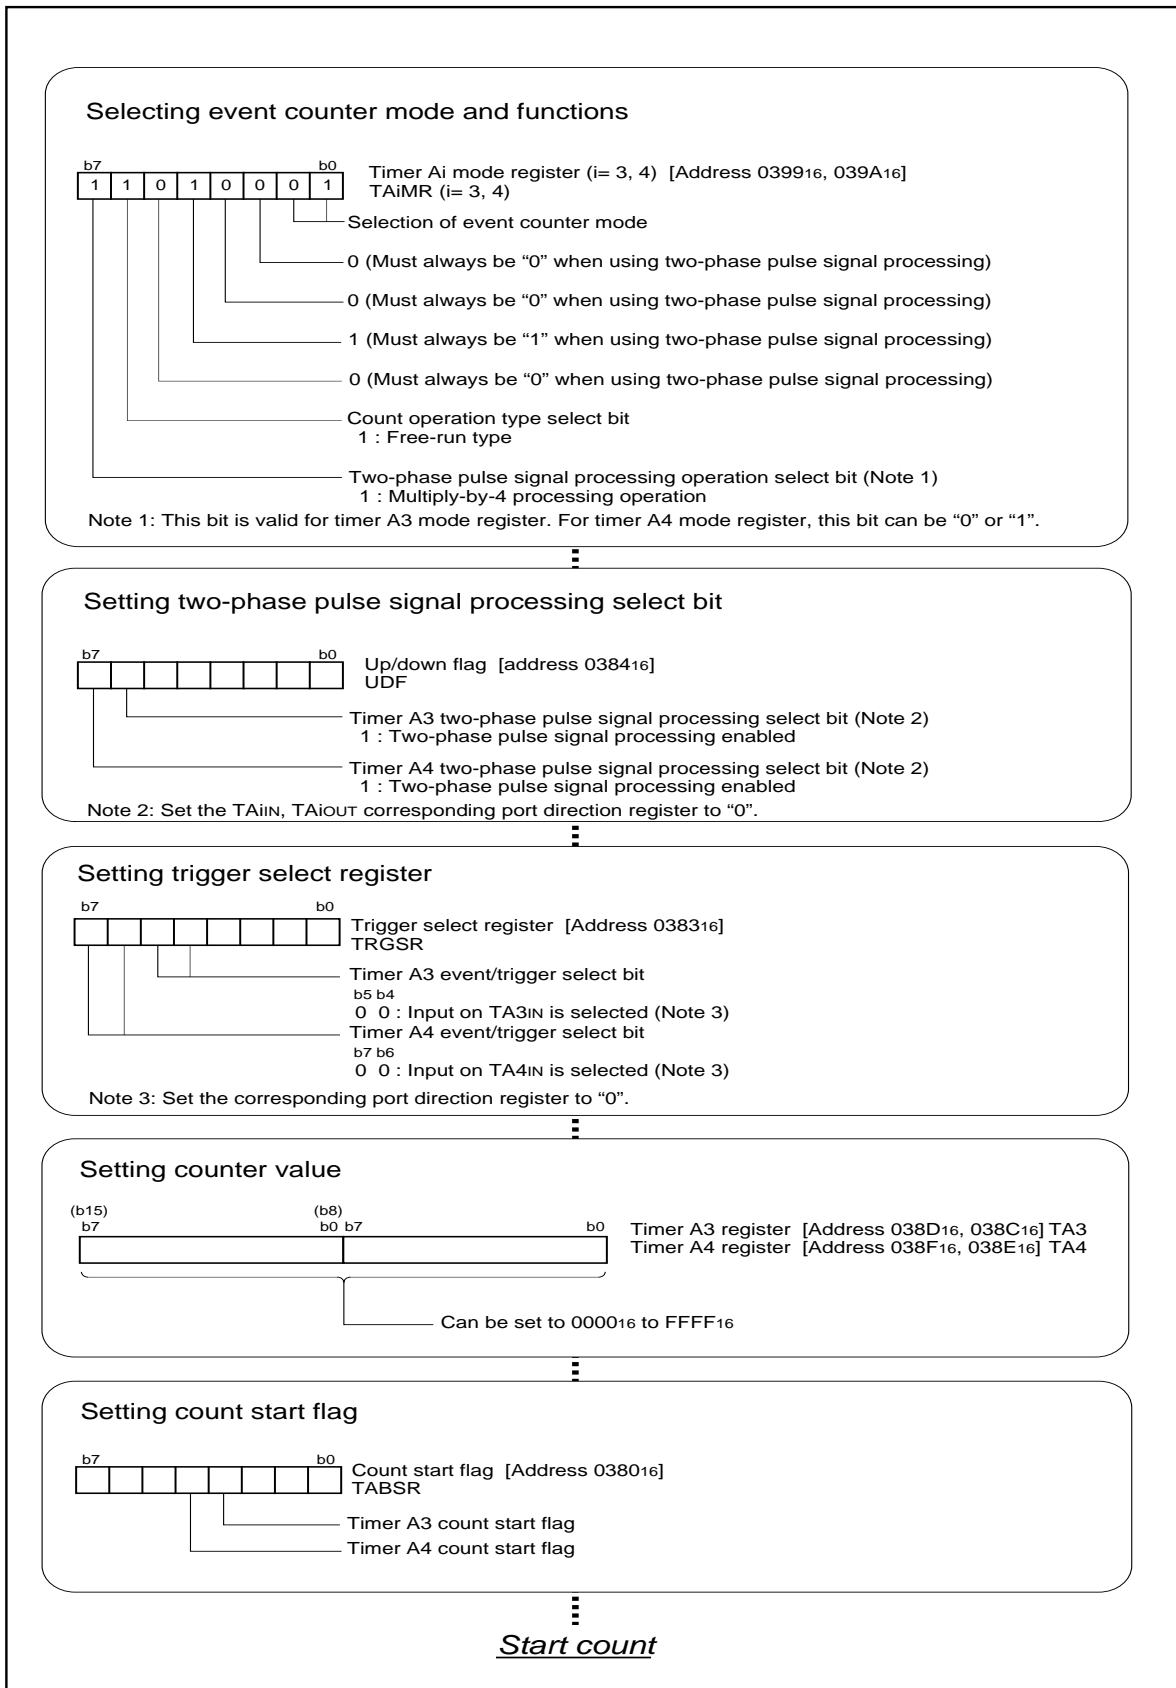 Selecting event counter mode and functions
b7 b0
1 1 0 1 0 0 0 1
Timer Ai mode register (i= 3, 4) [Address 039916, 039A16]
TAiMR (i= 3, 4)
Selection of event counter mode
0 (Must always be “0” when using two-phase pulse signal processing)
0 (Must always be “0” when using two-phase pulse signal processing)
1 (Must always be “1” when using two-phase pulse signal processing)
0 (Must always be “0” when using two-phase pulse signal processing)
Count operation type select bit
1 : Free-run type
Two-phase pulse signal processing operation select bit (Note 1)
1 : Multiply-by-4 processing operation
Note 1: This bit is valid for timer A3 mode register. For timer A4 mode register, this bit can be “0” or “1”.
Setting two-phase pulse signal processing select bit
b7 b0
Up/down flag [address 038416]
UDF
Timer A3 two-phase pulse signal processing select bit (Note 2)
1 : Two-phase pulse signal processing enabled
Timer A4 two-phase pulse signal processing select bit (Note 2)
1 : Two-phase pulse signal processing enabled
Note 2: Set the TAiIN, TAiOUT corresponding port direction register to “0”.
Setting trigger select register
b7 b0
Trigger select register [Address 038316]
TRGSR
Timer A3 event/trigger select bit
b5 b4
0 0 : Input on TA3IN is selected (Note 3)
Timer A4 event/trigger select bit
b7 b6
0 0 : Input on TA4IN is selected (Note 3)
Note 3: Set the corresponding port direction register to “0”.
Setting counter value
(b15) (b8)
b7 b0 b7 b0
Timer A3 register [Address 038D16, 038C16] TA3
Timer A4 register [Address 038F16, 038E16] TA4
Can be set to 000016 to FFFF16
Setting count start flag
b7 b0
Count start flag [Address 038016]
TABSR
Timer A3 count start flag
Timer A4 count start flag
Start count